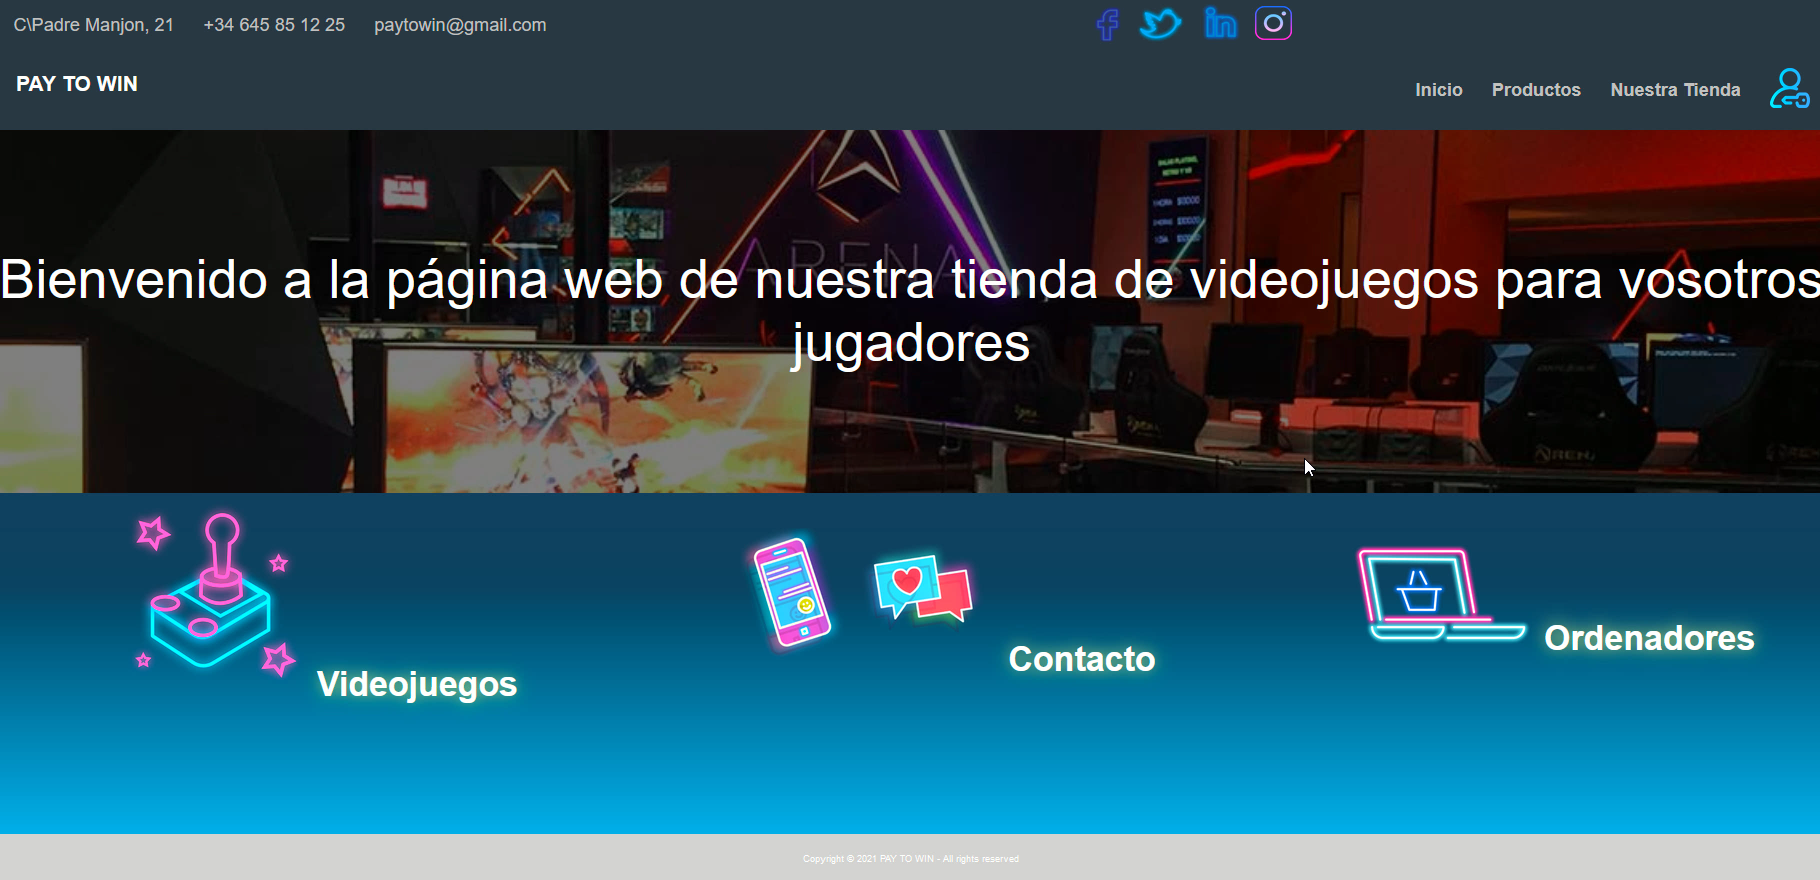 C\Padre Manjon, 21 +34 645 85 12 25 paytowin@gmail.com
PAY TO WIN
Inicio Productos Nuestra Tienda
ARENA
Bienvenido a la página web de nuestra tienda de videojuegos para vosotros
jugadores
Videojuegos
Contacto
Ordenadores
Copyright © 2021 PAY TO WIN - All rights reserved